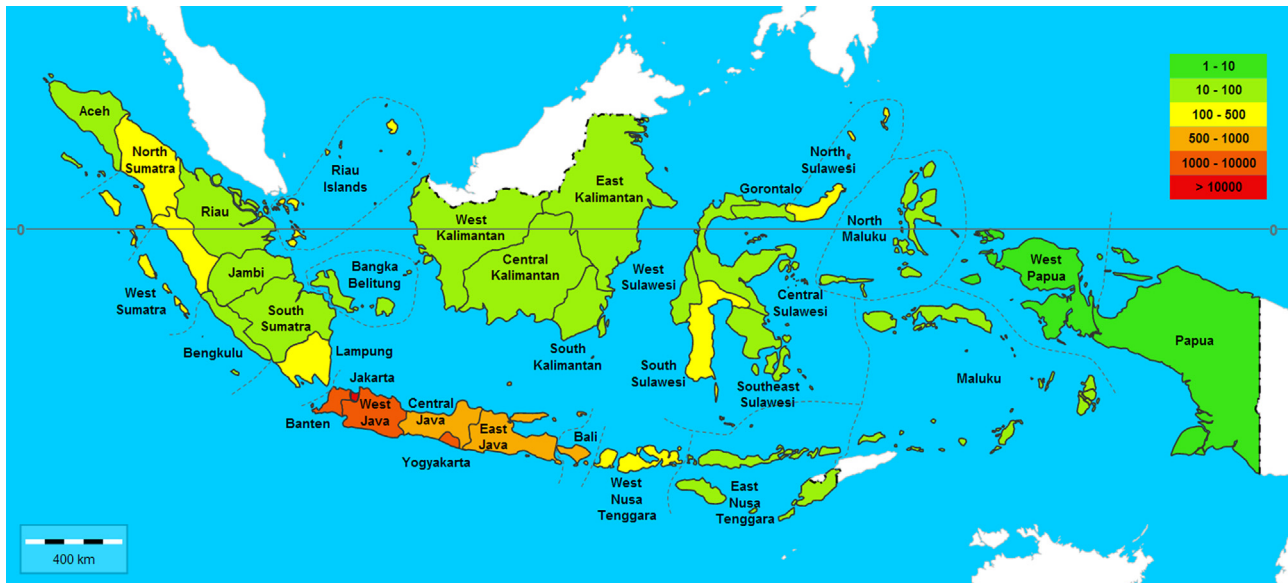 1 - 10
10 - 100
100 - 500
500 - 1000
1000 - 10000
> 10000
Aceh
North
Sumatra
Riau
Islands
Riau
North
Sulawesi
Gorontalo
East
Kalimantan
West
Kalimantan
North
Maluku
0
0
Jambi
Bangka
Belitung
Central
Kalimantan
West
Sulawesi
Central
Sulawesi
West
Papua
West
Sumatra
South
Sumatra
Bengkulu
Lampung
South
Kalimantan
South
Sulawesi
Southeast
Sulawesi
Maluku
Papua
Jakarta
Banten
West
Java
Central
Java
East
Java
Bali
Yogyakarta
West
Nusa
Tenggara
East
Nusa
Tenggara
400 km